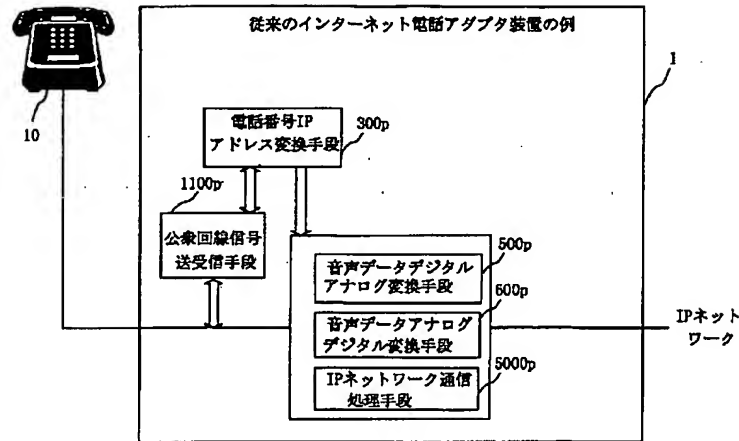 従来のインターネット電話アダプタ装置の例
1
10
電話番号IP
アドレス変換手段
300p
1100p
公衆回線信号
送受信手段
音声データデジタル
アナログ変換手段
500p
音声データアナログ
デジタル変換手段
600p
IPネットワーク通信
処理手段
5000p
IPネット
ワーク